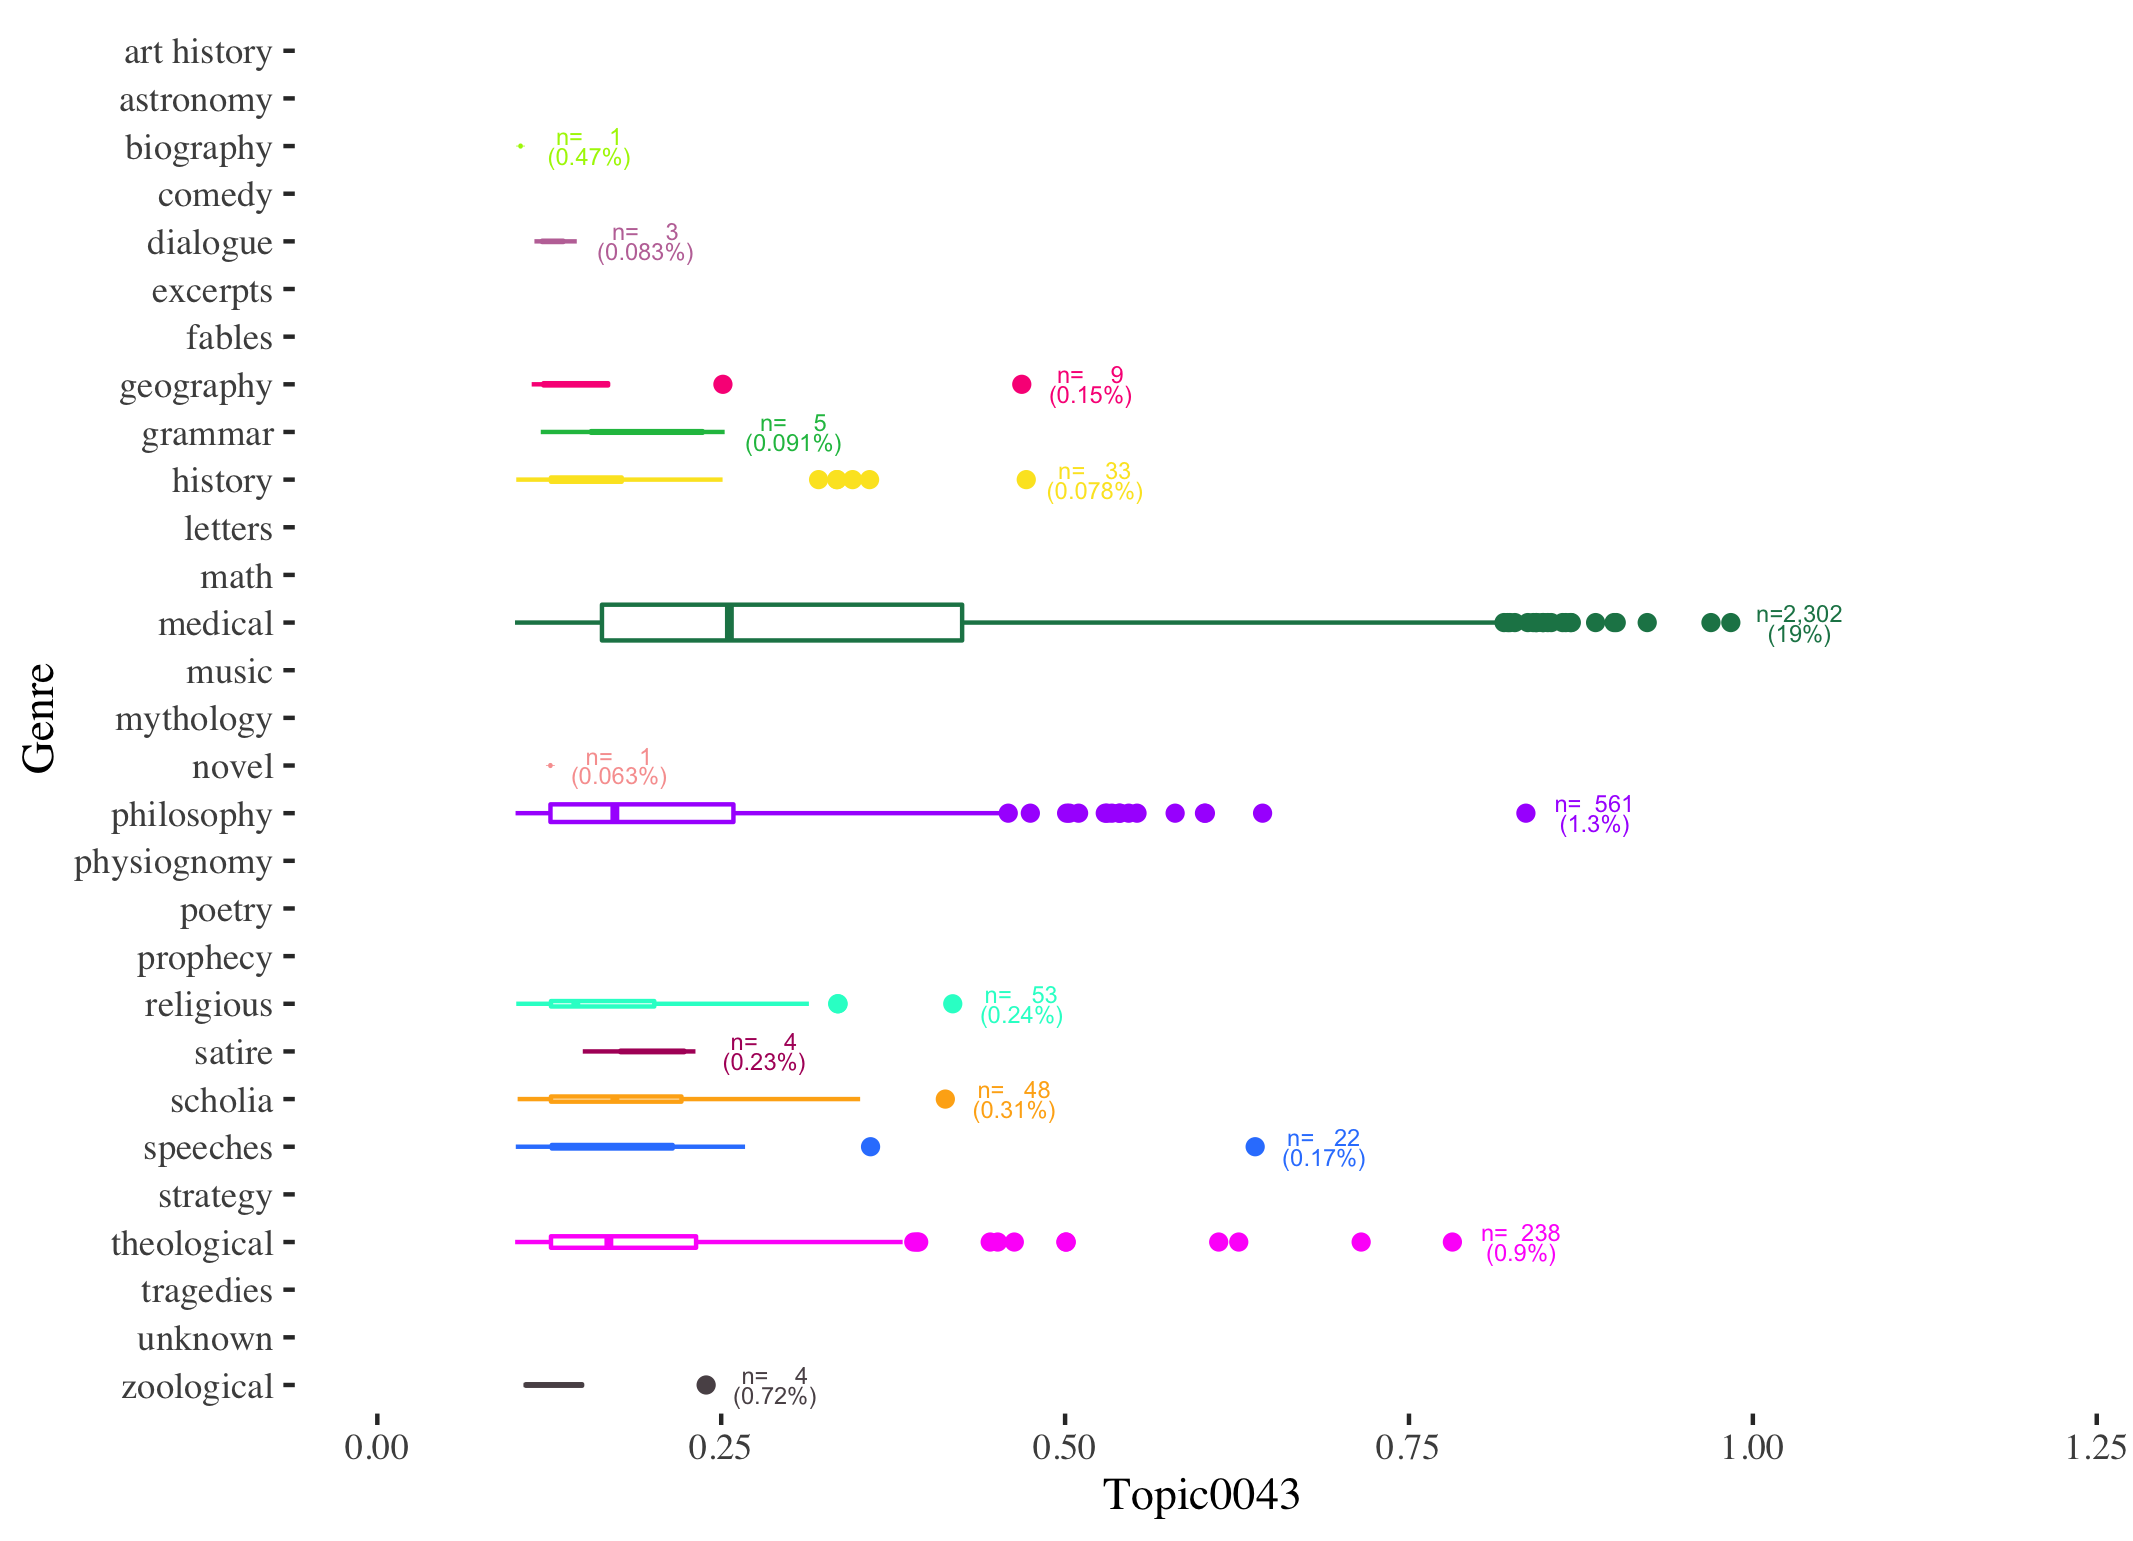 art history
astronomy
biography
n= 1
(0.47%)
comedy
dialogue
n= 3
(0.083%)
excerpts
fables
geography
n= 9
(0.15%)
grammar
n= 5
(0.091%)
history
n= 33
(0.078%)
letters
math
medical
n=2,302
(19%)
music
mythology
novel
n= 1
(0.063%)
philosophy
n= 561
(1.3%)
physiognomy
poetry
prophecy
religious
n= 53
(0.24%)
satire
n= 4
(0.23%)
scholia
n= 48
(0.31%)
speeches
n= 22
(0.17%)
strategy
theological
n= 238
(0.9%)
tragedies
unknown
zoological
n= 4
(0.72%)
Genre
0.00 0.25 0.50 0.75 1.00 1.25
Topic0043